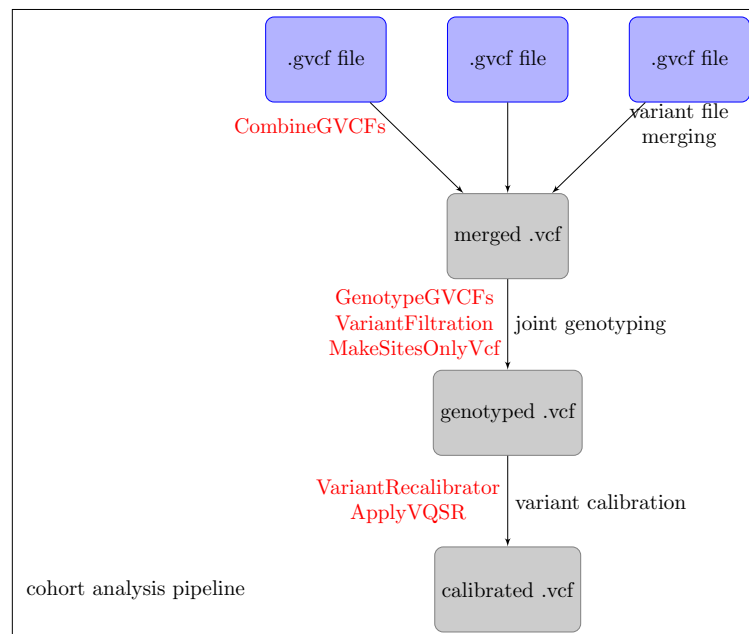 .gvcf file
.gvcf file
.gvcf file
CombineGVCFs
variant file
merging
merged .vcf
GenotypeGVCFs
VariantFiltration
MakeSitesOnlyVcf
joint genotyping
genotyped .vcf
VariantRecalibrator
ApplyVQSR
variant calibration
calibrated .vcf
cohort analysis pipeline